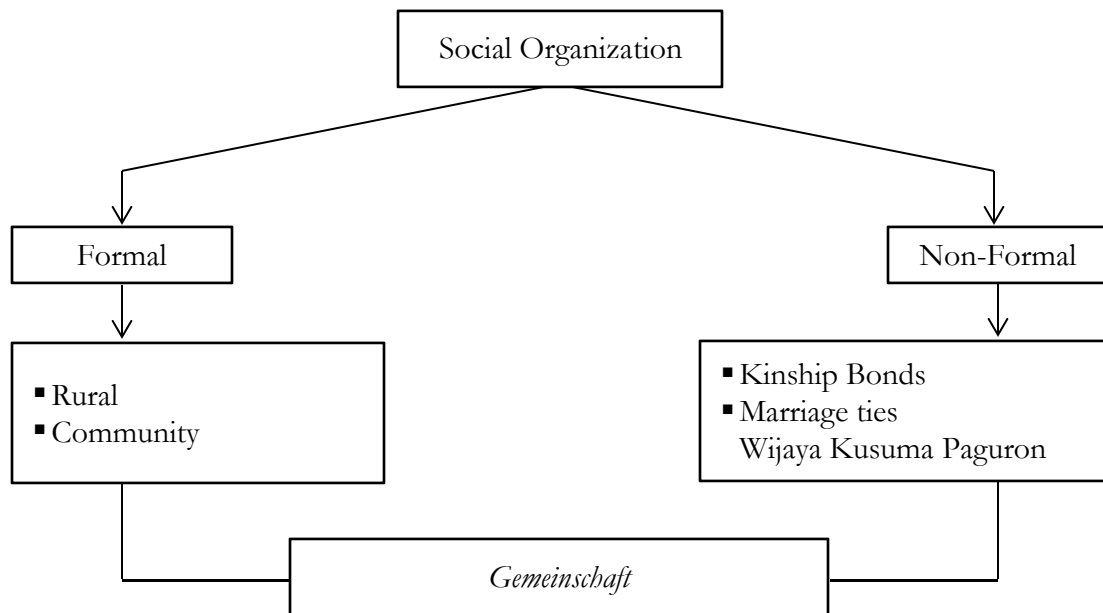 Social Organization
Formal
Non-Formal
▪ Rural
▪ Community
▪ Kinship Bonds
▪ Marriage ties
Wijaya Kusuma Paguron
Gemeinschaft